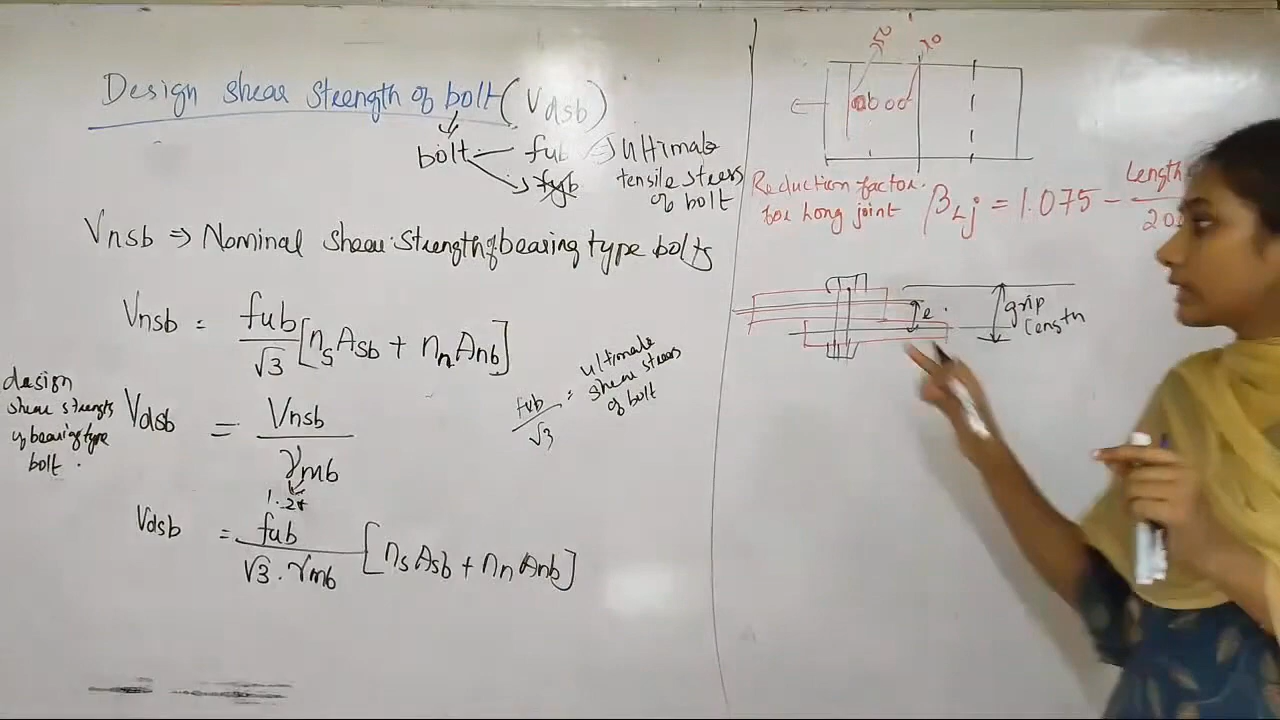 Design Shear Strength of bolt (Vdsb)
bolt — fub ⇒ Ultimate
tensile stress
of bolt
fyb
Vnsb ⇒ Nominal Shear Strength of bearing type bolts
Vnsb = fub/√3 [ns Asb + nn Anb]
design
shear strength
of bearing type
bolt.
Vdsb = Vnsb/γmb
1.25
fub/√3 = ultimate
shear stress
of bolt
Vdsb = fub/√3.γmb [ns Asb + nn Anb]
Reduction factor
for long joint
βLj = 1.075 - Length
e.
grip
length